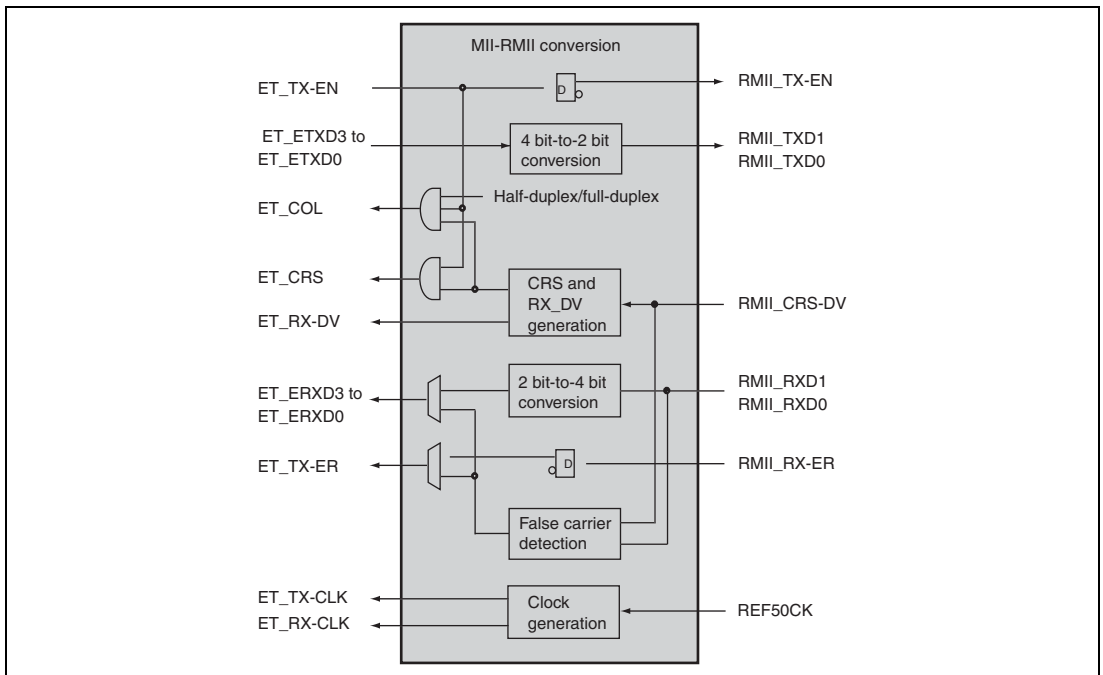 MII-RMII conversion
ET_TX-EN
D
RMII_TX-EN
ET_ETXD3 to
ET_ETXD0
4 bit-to-2 bit
conversion
RMII_TXD1
RMII_TXD0
Half-duplex/full-duplex
ET_COL
ET_CRS
ET_RX-DV
CRS and
RX_DV
generation
RMII_CRS-DV
ET_ERXD3 to
ET_ERXD0
2 bit-to-4 bit
conversion
RMII_RXD1
RMII_RXD0
ET_TX-ER
D
RMII_RX-ER
False carrier
detection
ET_TX-CLK
ET_RX-CLK
Clock
generation
REF50CK